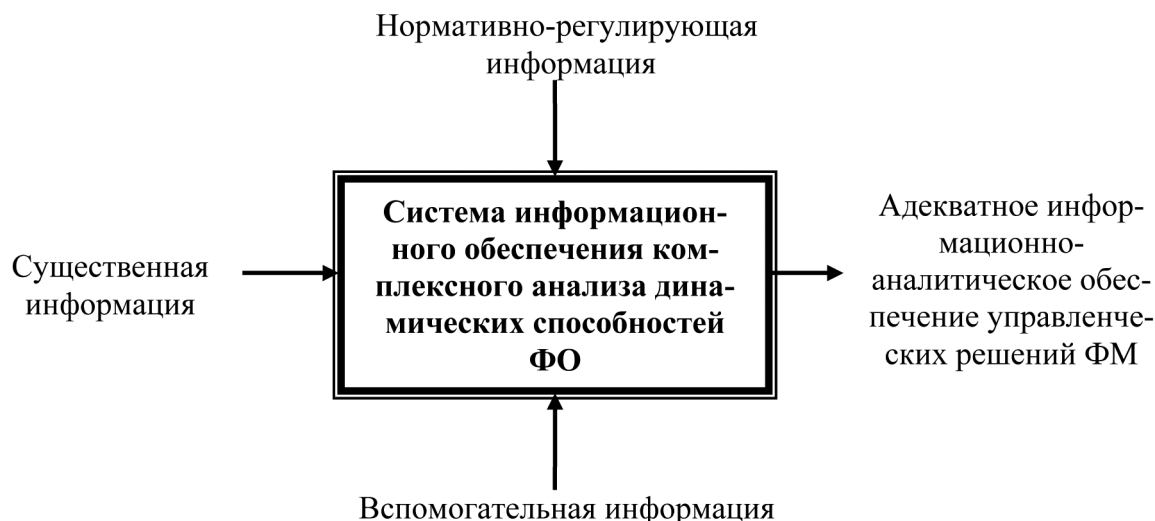 Нормативно-регулирующая
информация
Существенная
информация
Система информацион-
ного обеспечения ком-
плексного анализа дина-
мических способностей
ФО
Адекватное инфор-
мационно-
аналитическое обес-
печение управленче-
ских решений ФМ
Вспомогательная информация